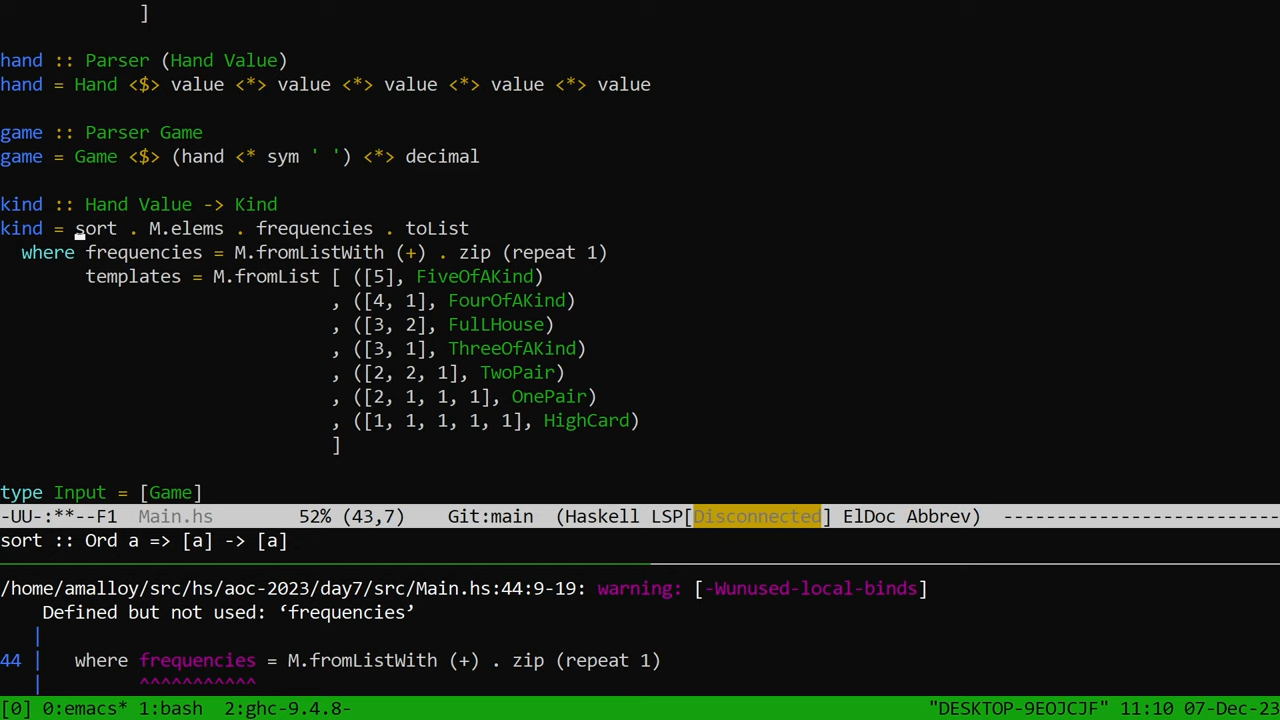 ]
hand :: Parser (Hand Value)
hand = Hand <$> value <*> value <*> value <*> value <*> value
game :: Parser Game
game = Game <$> (hand <* sym ' ') <*> decimal
kind :: Hand Value -> Kind
kind = sort . M.elems . frequencies . toList
where frequencies = M.fromListWith (+) . zip (repeat 1)
templates = M.fromList [ ([5], FiveOfAKind)
, ([4, 1], FourOfAKind)
, ([3, 2], FulLHouse)
, ([3, 1], ThreeOfAKind)
, ([2, 2, 1], TwoPair)
, ([2, 1, 1, 1], OnePair)
, ([1, 1, 1, 1, 1], HighCard)
]
type Input = [Game]
-UU-:**--F1  Main.hs  52% (43,7)  Git:main  (Haskell LSP[Disconnected] ElDoc Abbrev) ----------------------------
sort :: Ord a => [a] -> [a]
/home/amalloy/src/hs/aoc-2023/day7/src/Main.hs:44:9-19: warning: [-Wunused-local-binds]
Defined but not used: ‘frequencies’
|
44 |   where frequencies = M.fromListWith (+) . zip (repeat 1)
|         ^^^^^^^^^^^
[0] 0:emacs* 1:bash  2:ghc-9.4.8-  "DESKTOP-9EOJCJF" 11:10 07-Dec-23